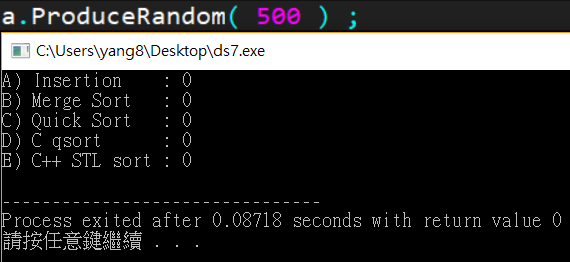 a.ProduceRandom( 500 ) ;
C:\Users\yang8\Desktop\ds7.exe
A) Insertion    : 0
B) Merge Sort   : 0
C) Quick Sort   : 0
D) C qsort      : 0
E) C++ STL sort : 0
--------------------------------
Process exited after 0.08718 seconds with return value 0
請按任意鍵繼續 . . .